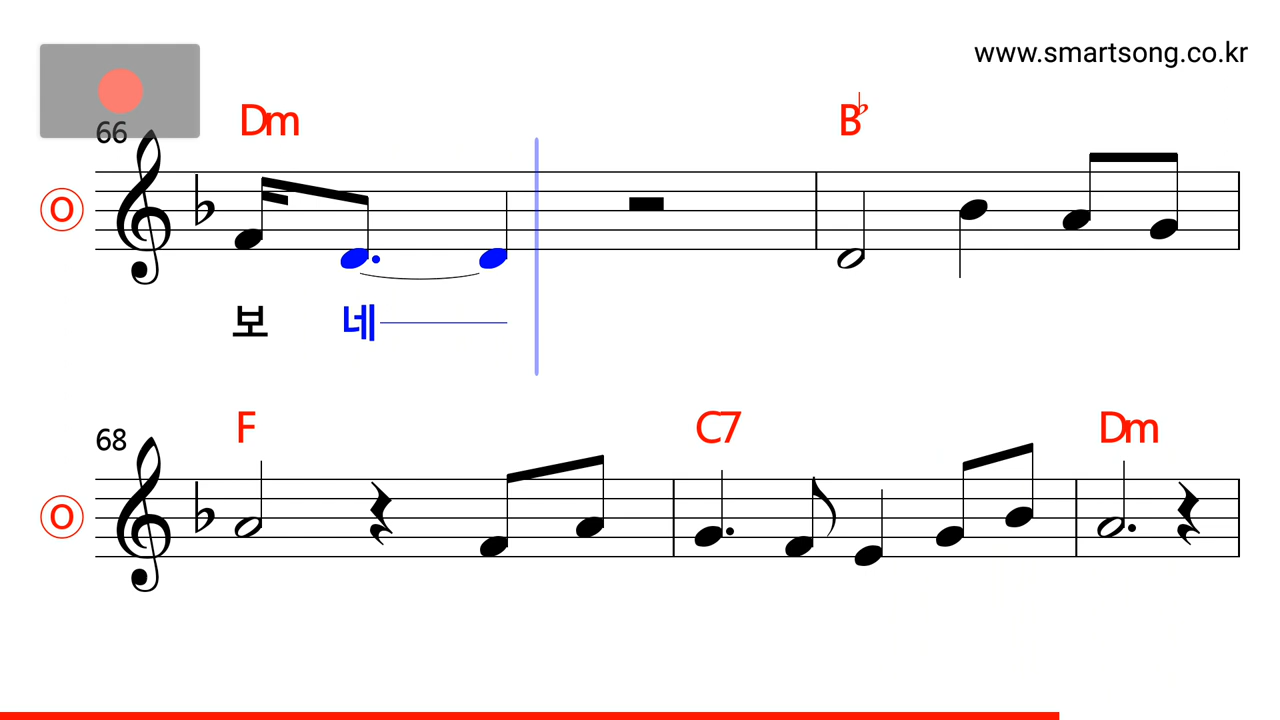 www.smartsong.co.kr
66 Dm B♭
O
보 네
68 F C7 Dm
O